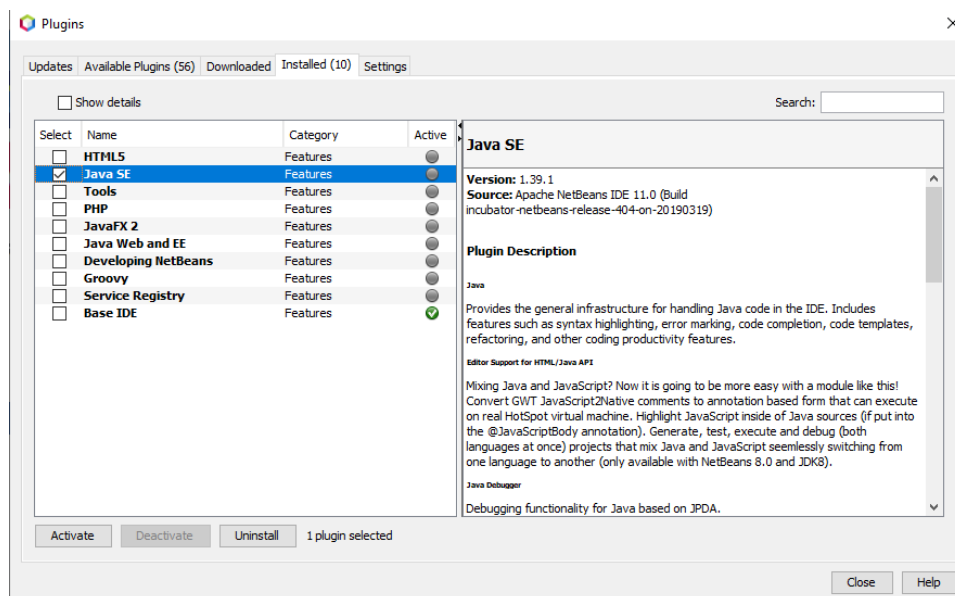 Plugins
Updates Available Plugins (56) Downloaded Installed (10) Settings
Show details
Search:
Select Name Category Active
HTML5 Features
Java SE Features
Tools Features
PHP Features
JavaFX 2 Features
Java Web and EE Features
Developing NetBeans Features
Groovy Features
Service Registry Features
Base IDE Features
Java SE
Version: 1.39.1
Source: Apache NetBeans IDE 11.0 (Build
incubator-netbeans-release-404-on-20190319)
Plugin Description
Java
Provides the general infrastructure for handling Java code in the IDE. Includes
features such as syntax highlighting, error marking, code completion, code templates,
refactoring, and other coding productivity features.
Editor Support for HTML/Java API
Mixing Java and JavaScript? Now it is going to be more easy with a module like this!
Convert GWT JavaScript2Native comments to annotation based form that can execute
on real HotSpot virtual machine. Highlight JavaScript inside of Java sources (if put into
the @JavaScriptBody annotation). Generate, test, execute and debug (both
languages at once) projects that mix Java and JavaScript seemlessly switching from
one language to another (only available with NetBeans 8.0 and JDK8).
Java Debugger
Debugging functionality for Java based on JPDA.
Activate Deactivate Uninstall 1 plugin selected
Close Help